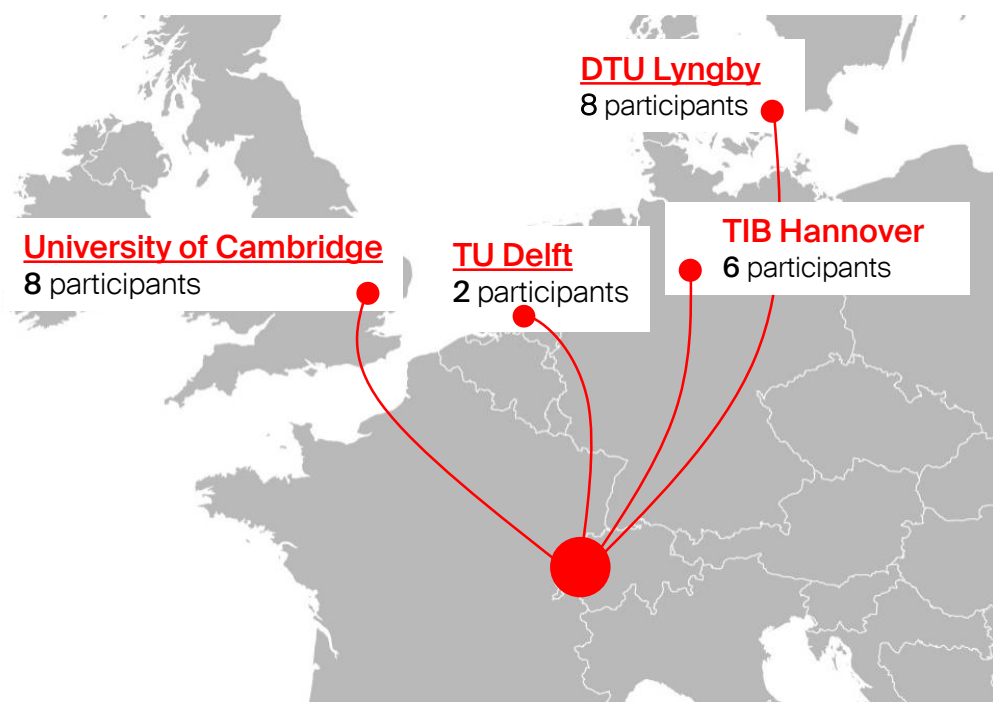 DTU Lyngby
8 participants
University of Cambridge
8 participants
TU Delft
2 participants
TIB Hannover
6 participants